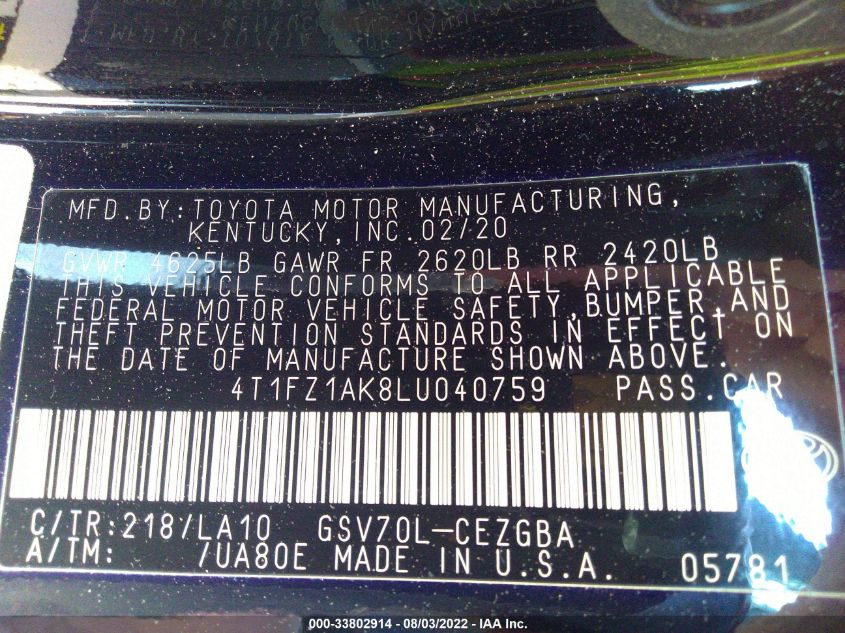 MFD.BY:TOYOTA MOTOR MANUFACTURING,
KENTUCKY,INC.02/20
GVWR 4625LB GAWR FR 2620LB RR 2420LB
THIS VEHICLE CONFORMS TO ALL APPLICABLE
FEDERAL MOTOR VEHICLE SAFETY,BUMPER,AND
THEFT PREVENTION STANDARDS IN EFFECT ON
THE DATE OF MANUFACTURE SHOWN ABOVE.
4T1FZ1AK8LU040759 PASS.CAR
C/TR:218/LA10 GSV70L-CEZGBA
A/TM: /UA80E MADE IN U.S.A. 05781
000-33802914 - 08/03/2022 - IAA Inc.